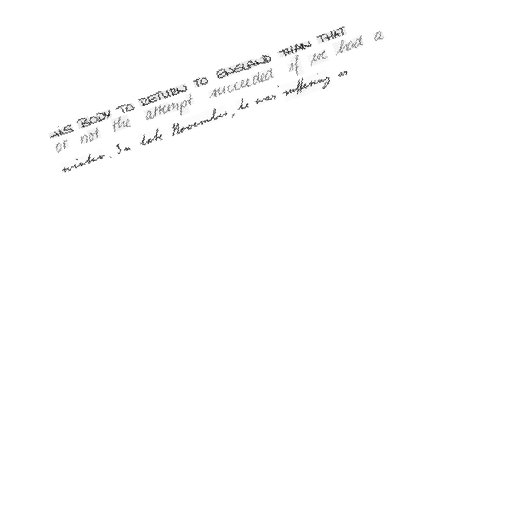 HIS BODY TO RETURN TO ENGLAND THAN THAT
or not the attempt succeeded if we had a
winter. In late November, he was suffering as